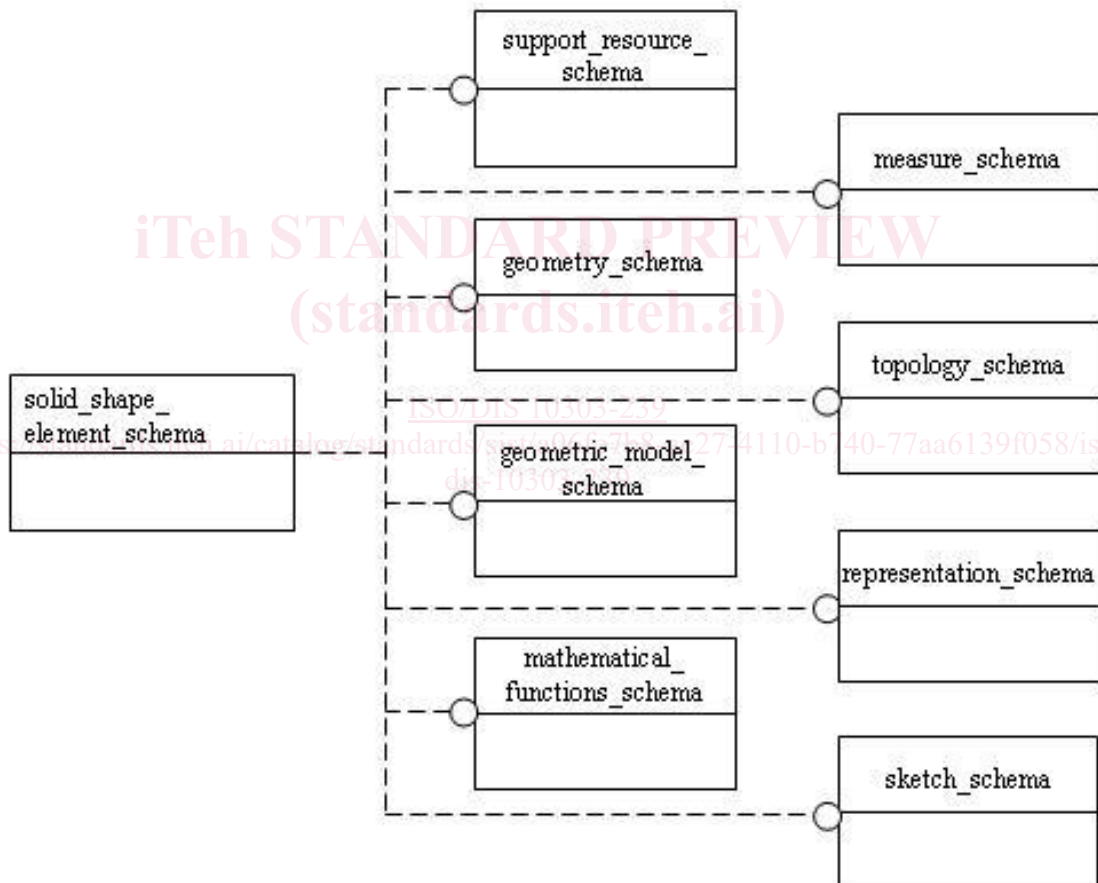 support_resource_
schema
measure_schema
iTeh STANDARD PREVIEW
geometry_schema
(standards.iteh.ai)
topology_schema
solid_shape_
element_schema
ISO/DIS 10303-239
geometric_model_
schema
representation_schema
mathematical_
functions_schema
sketch_schema